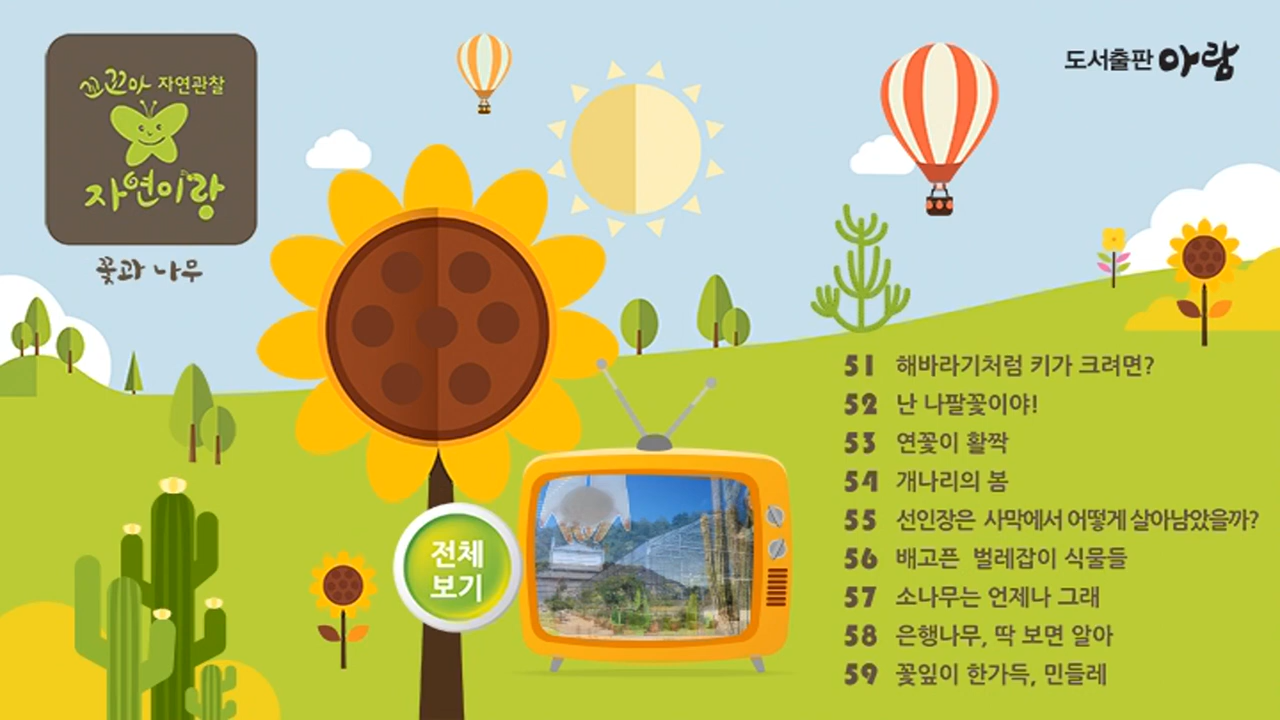 꼬꼬마 자연관찰
자연이랑
꽃과 나무
도서출판 아람
전체
보기
51 해바라기처럼 키가 크려면?
52 난 나팔꽃이야!
53 연꽃이 활짝
54 개나리의 봄
55 선인장은 사막에서 어떻게 살아남았을까?
56 배고픈 벌레잡이 식물들
57 소나무는 언제나 그래
58 은행나무, 딱 보면 알아
59 꽃잎이 한가득, 민들레